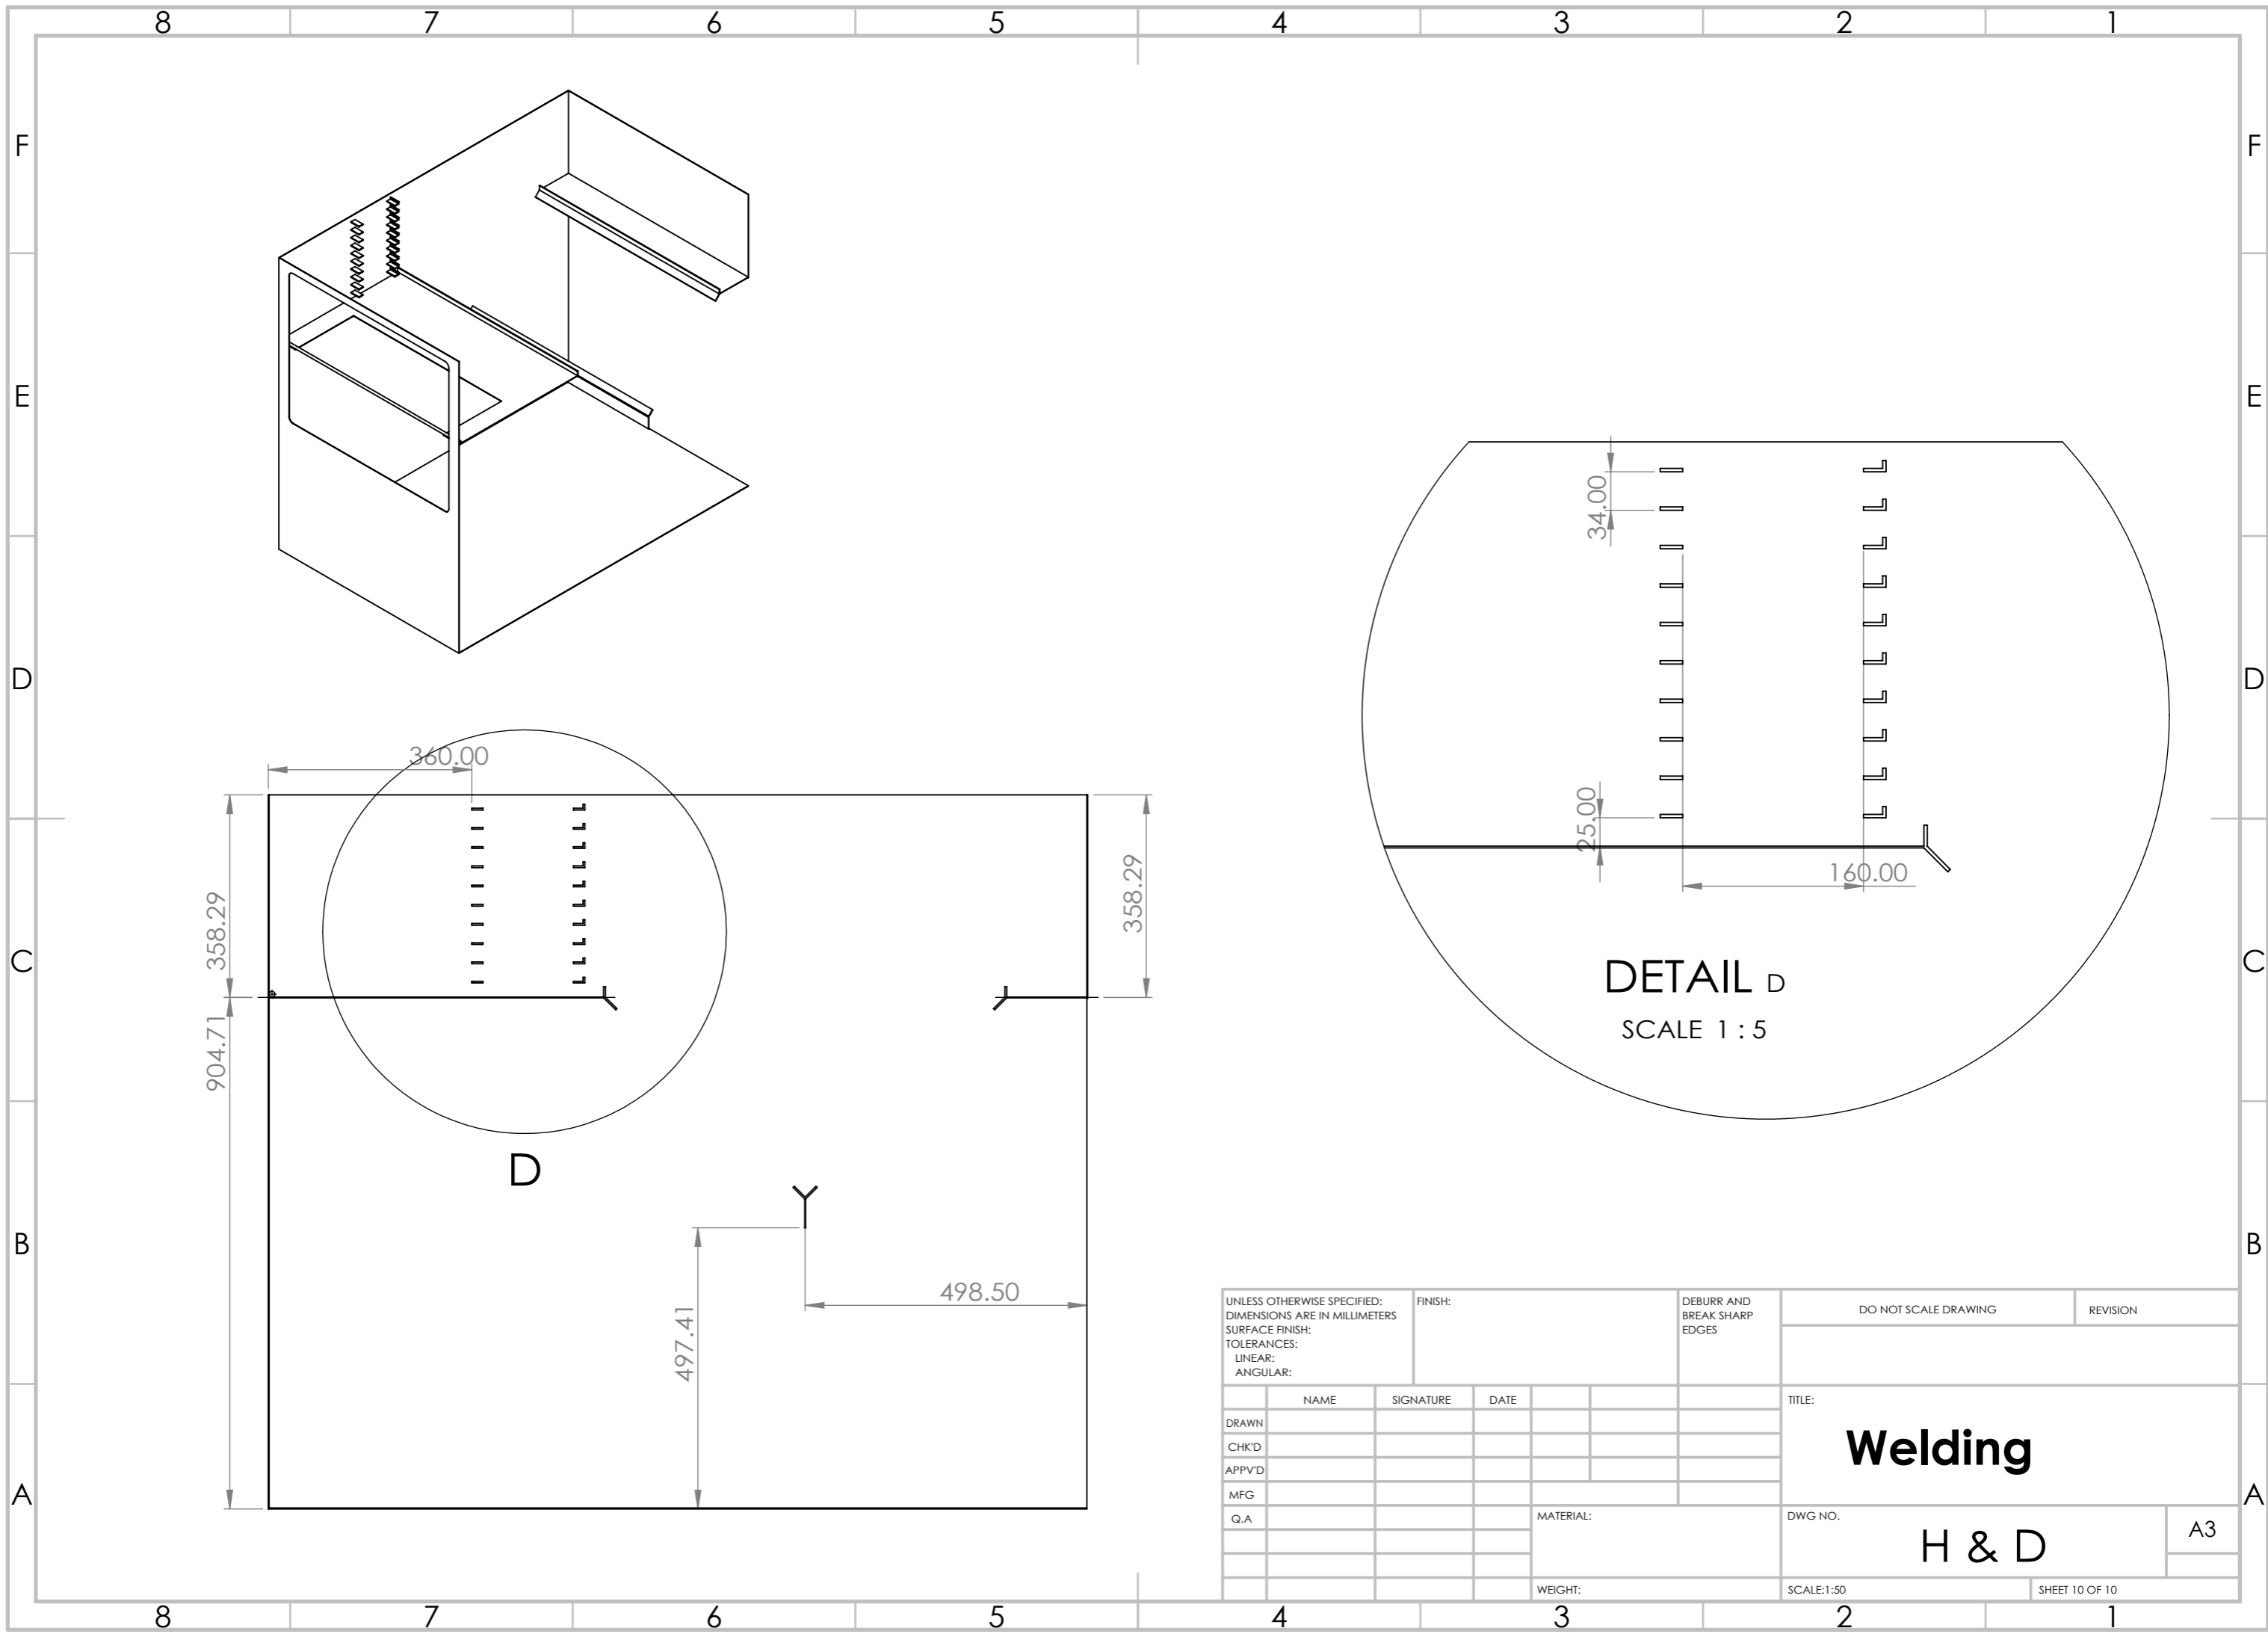 8 7 6 5 4 3 2 1
F F
E E
D D
C C
B B
A A
360.00
358.29
904.71
358.29
D
497.41
498.50
34.00
25.00
160.00
DETAIL D
SCALE 1 : 5
UNLESS OTHERWISE SPECIFIED:
DIMENSIONS ARE IN MILLIMETERS
SURFACE FINISH:
TOLERANCES:
LINEAR:
ANGULAR:
FINISH:
DEBURR AND
BREAK SHARP
EDGES
DO NOT SCALE DRAWING
REVISION
NAME SIGNATURE DATE
DRAWN
CHK'D
APPV'D
MFG
Q.A
TITLE:
Welding
MATERIAL:
DWG NO.
H & D
A3
WEIGHT:
SCALE:1:50
SHEET 10 OF 10
8 7 6 5 4 3 2 1